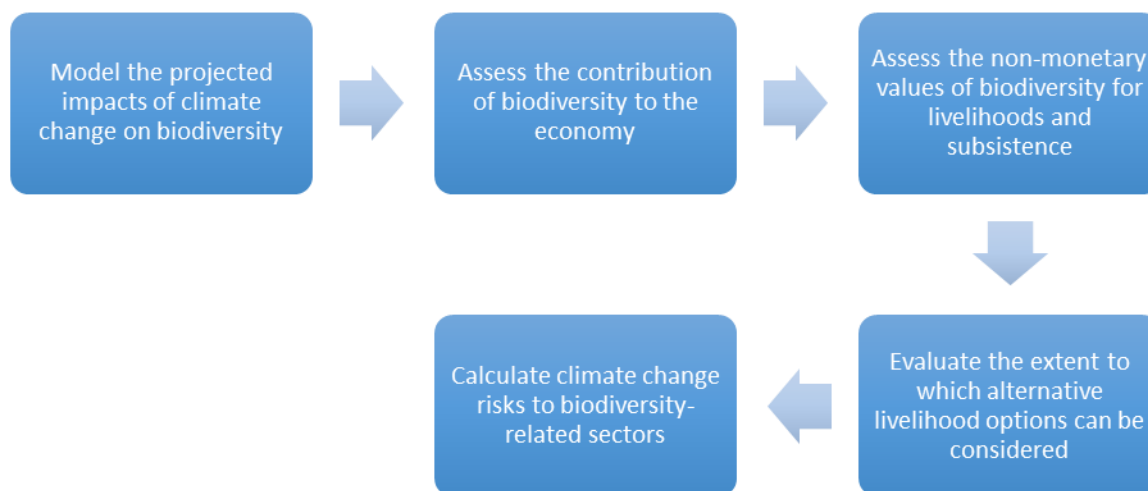 Model the projected
impacts of climate
change on biodiversity
Assess the contribution
of biodiversity to the
economy
Assess the non-monetary
values of biodiversity for
livelihoods and
subsistence
Evaluate the extent to
which alternative
livelihood options can be
considered
Calculate climate change
risks to biodiversity-
related sectors